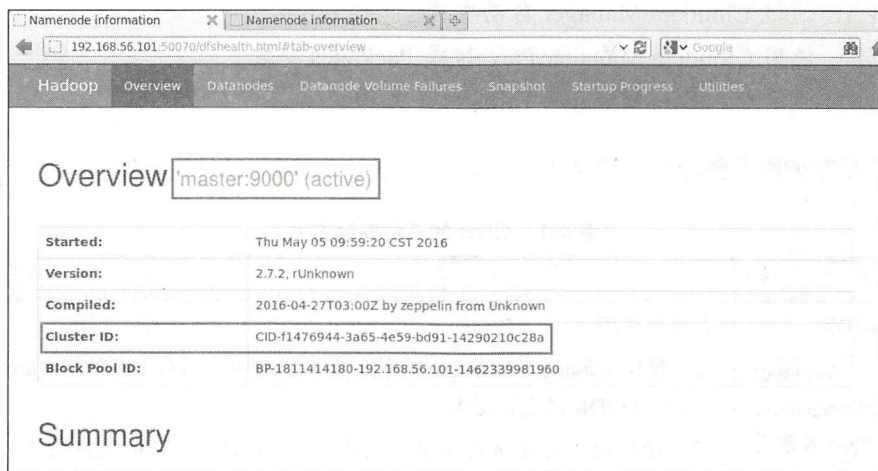 Namenode information
Namenode information
192.168.56.101:50070/dfshealth.html#tab-overview
Google
Hadoop Overview Datanodes Datanode Volume Failures Snapshot Startup Progress Utilities
Overview 'master:9000' (active)
Started: Thu May 05 09:59:20 CST 2016
Version: 2.7.2, rUnknown
Compiled: 2016-04-27T03:00Z by zeppelin from Unknown
Cluster ID: CID-f1476944-3a65-4e59-bd91-14290210c28a
Block Pool ID: BP-1811414180-192.168.56.101-1462339981960
Summary